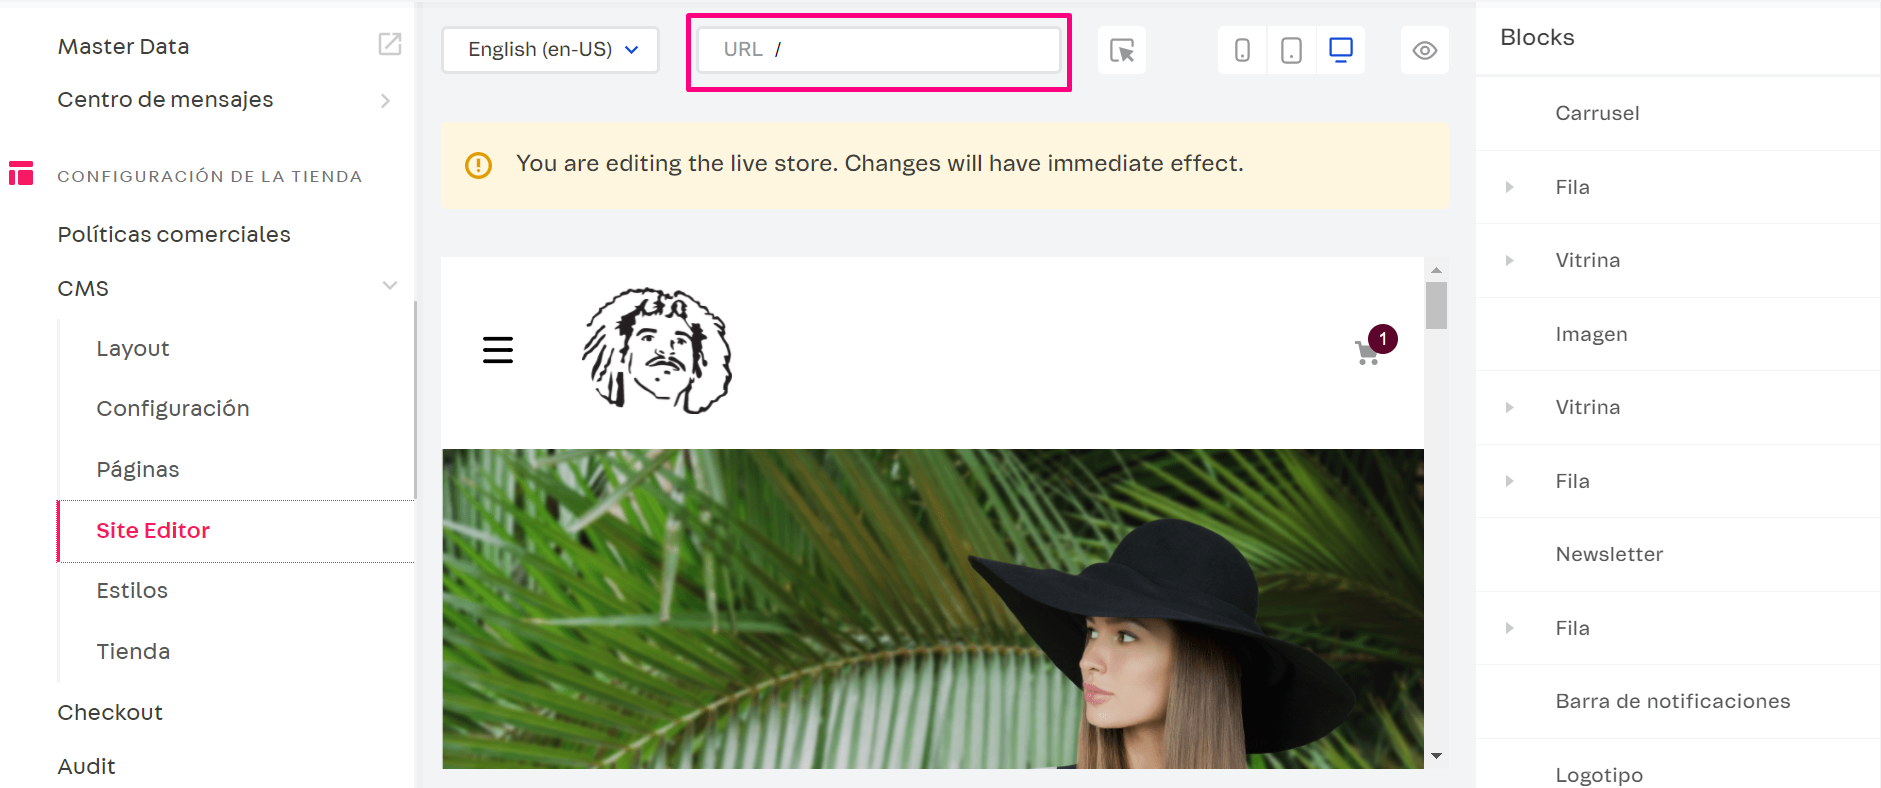 Master Data
Centro de mensajes
CONFIGURACIÓN DE LA TIENDA
Políticas comerciales
CMS
Layout
Configuración
Páginas
Site Editor
Estilos
Tienda
Checkout
Audit
English (en-US)
URL /
You are editing the live store. Changes will have immediate effect.
1
Blocks
Carrusel
Fila
Vitrina
Imagen
Vitrina
Fila
Newsletter
Fila
Barra de notificaciones
Logotipo